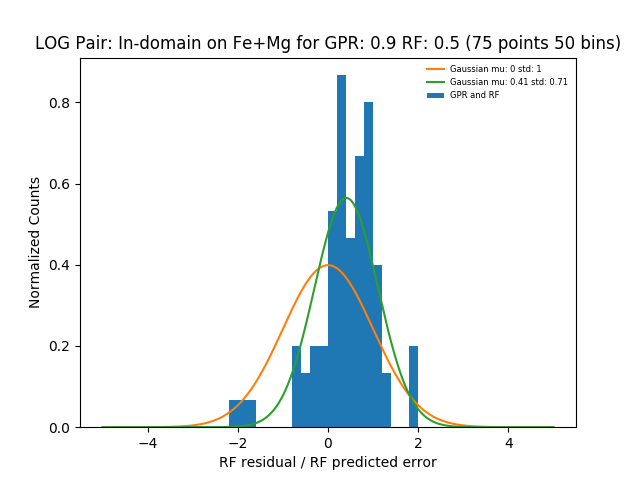 LOG Pair: In-domain on Fe+Mg for GPR: 0.9 RF: 0.5 (75 points 50 bins)
Gaussian mu: 0 std: 1
Gaussian mu: 0.41 std: 0.71
GPR and RF
Normalized Counts
0.8
0.6
0.4
0.2
0.0
−4 −2 0 2 4
RF residual / RF predicted error